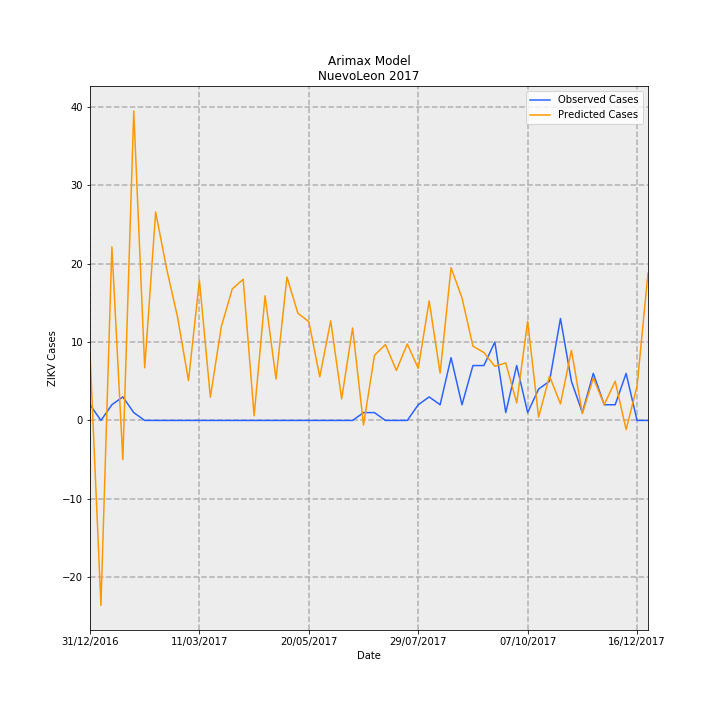 Arimax Model
NuevoLeon 2017
Observed Cases
Predicted Cases
ZIKV Cases
40
30
20
10
0
−10
−20
31/12/2016
11/03/2017
20/05/2017
29/07/2017
07/10/2017
16/12/2017
Date